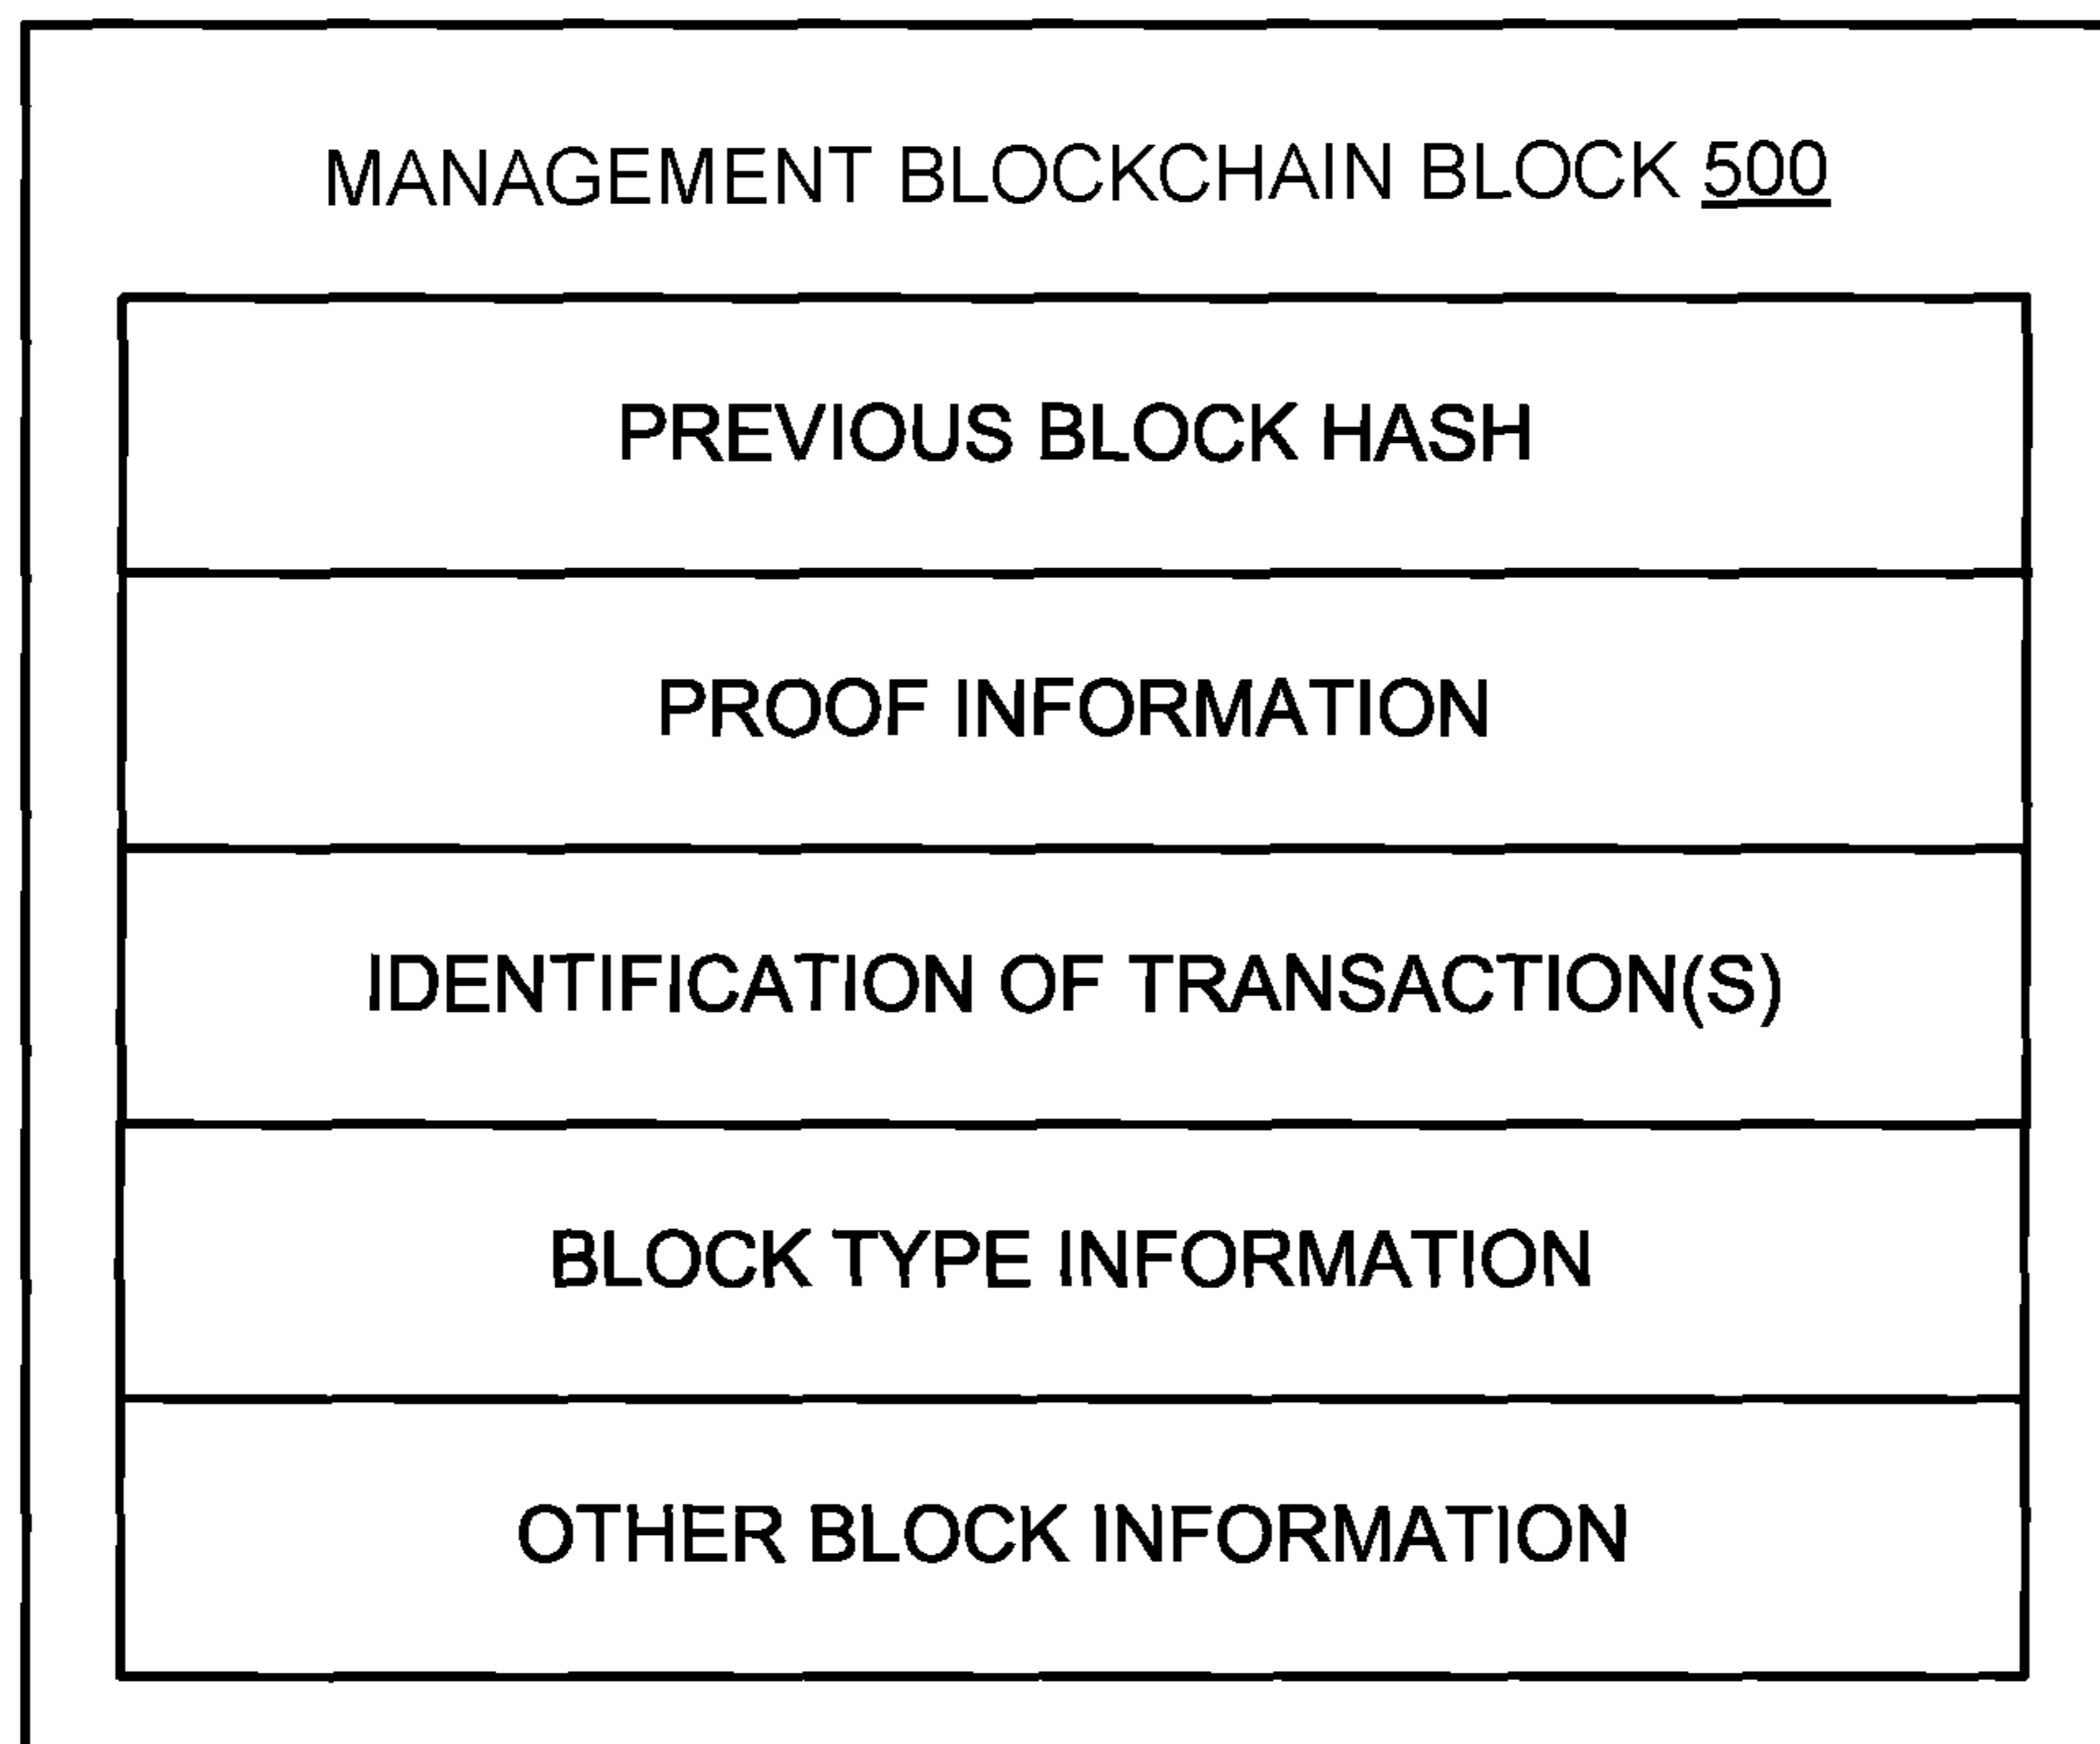 MANAGEMENT BLOCKCHAIN BLOCK 500
PREVIOUS BLOCK HASH
PROOF INFORMATION
IDENTIFICATION OF TRANSACTION(S)
BLOCK TYPE INFORMATION
OTHER BLOCK INFORMATION